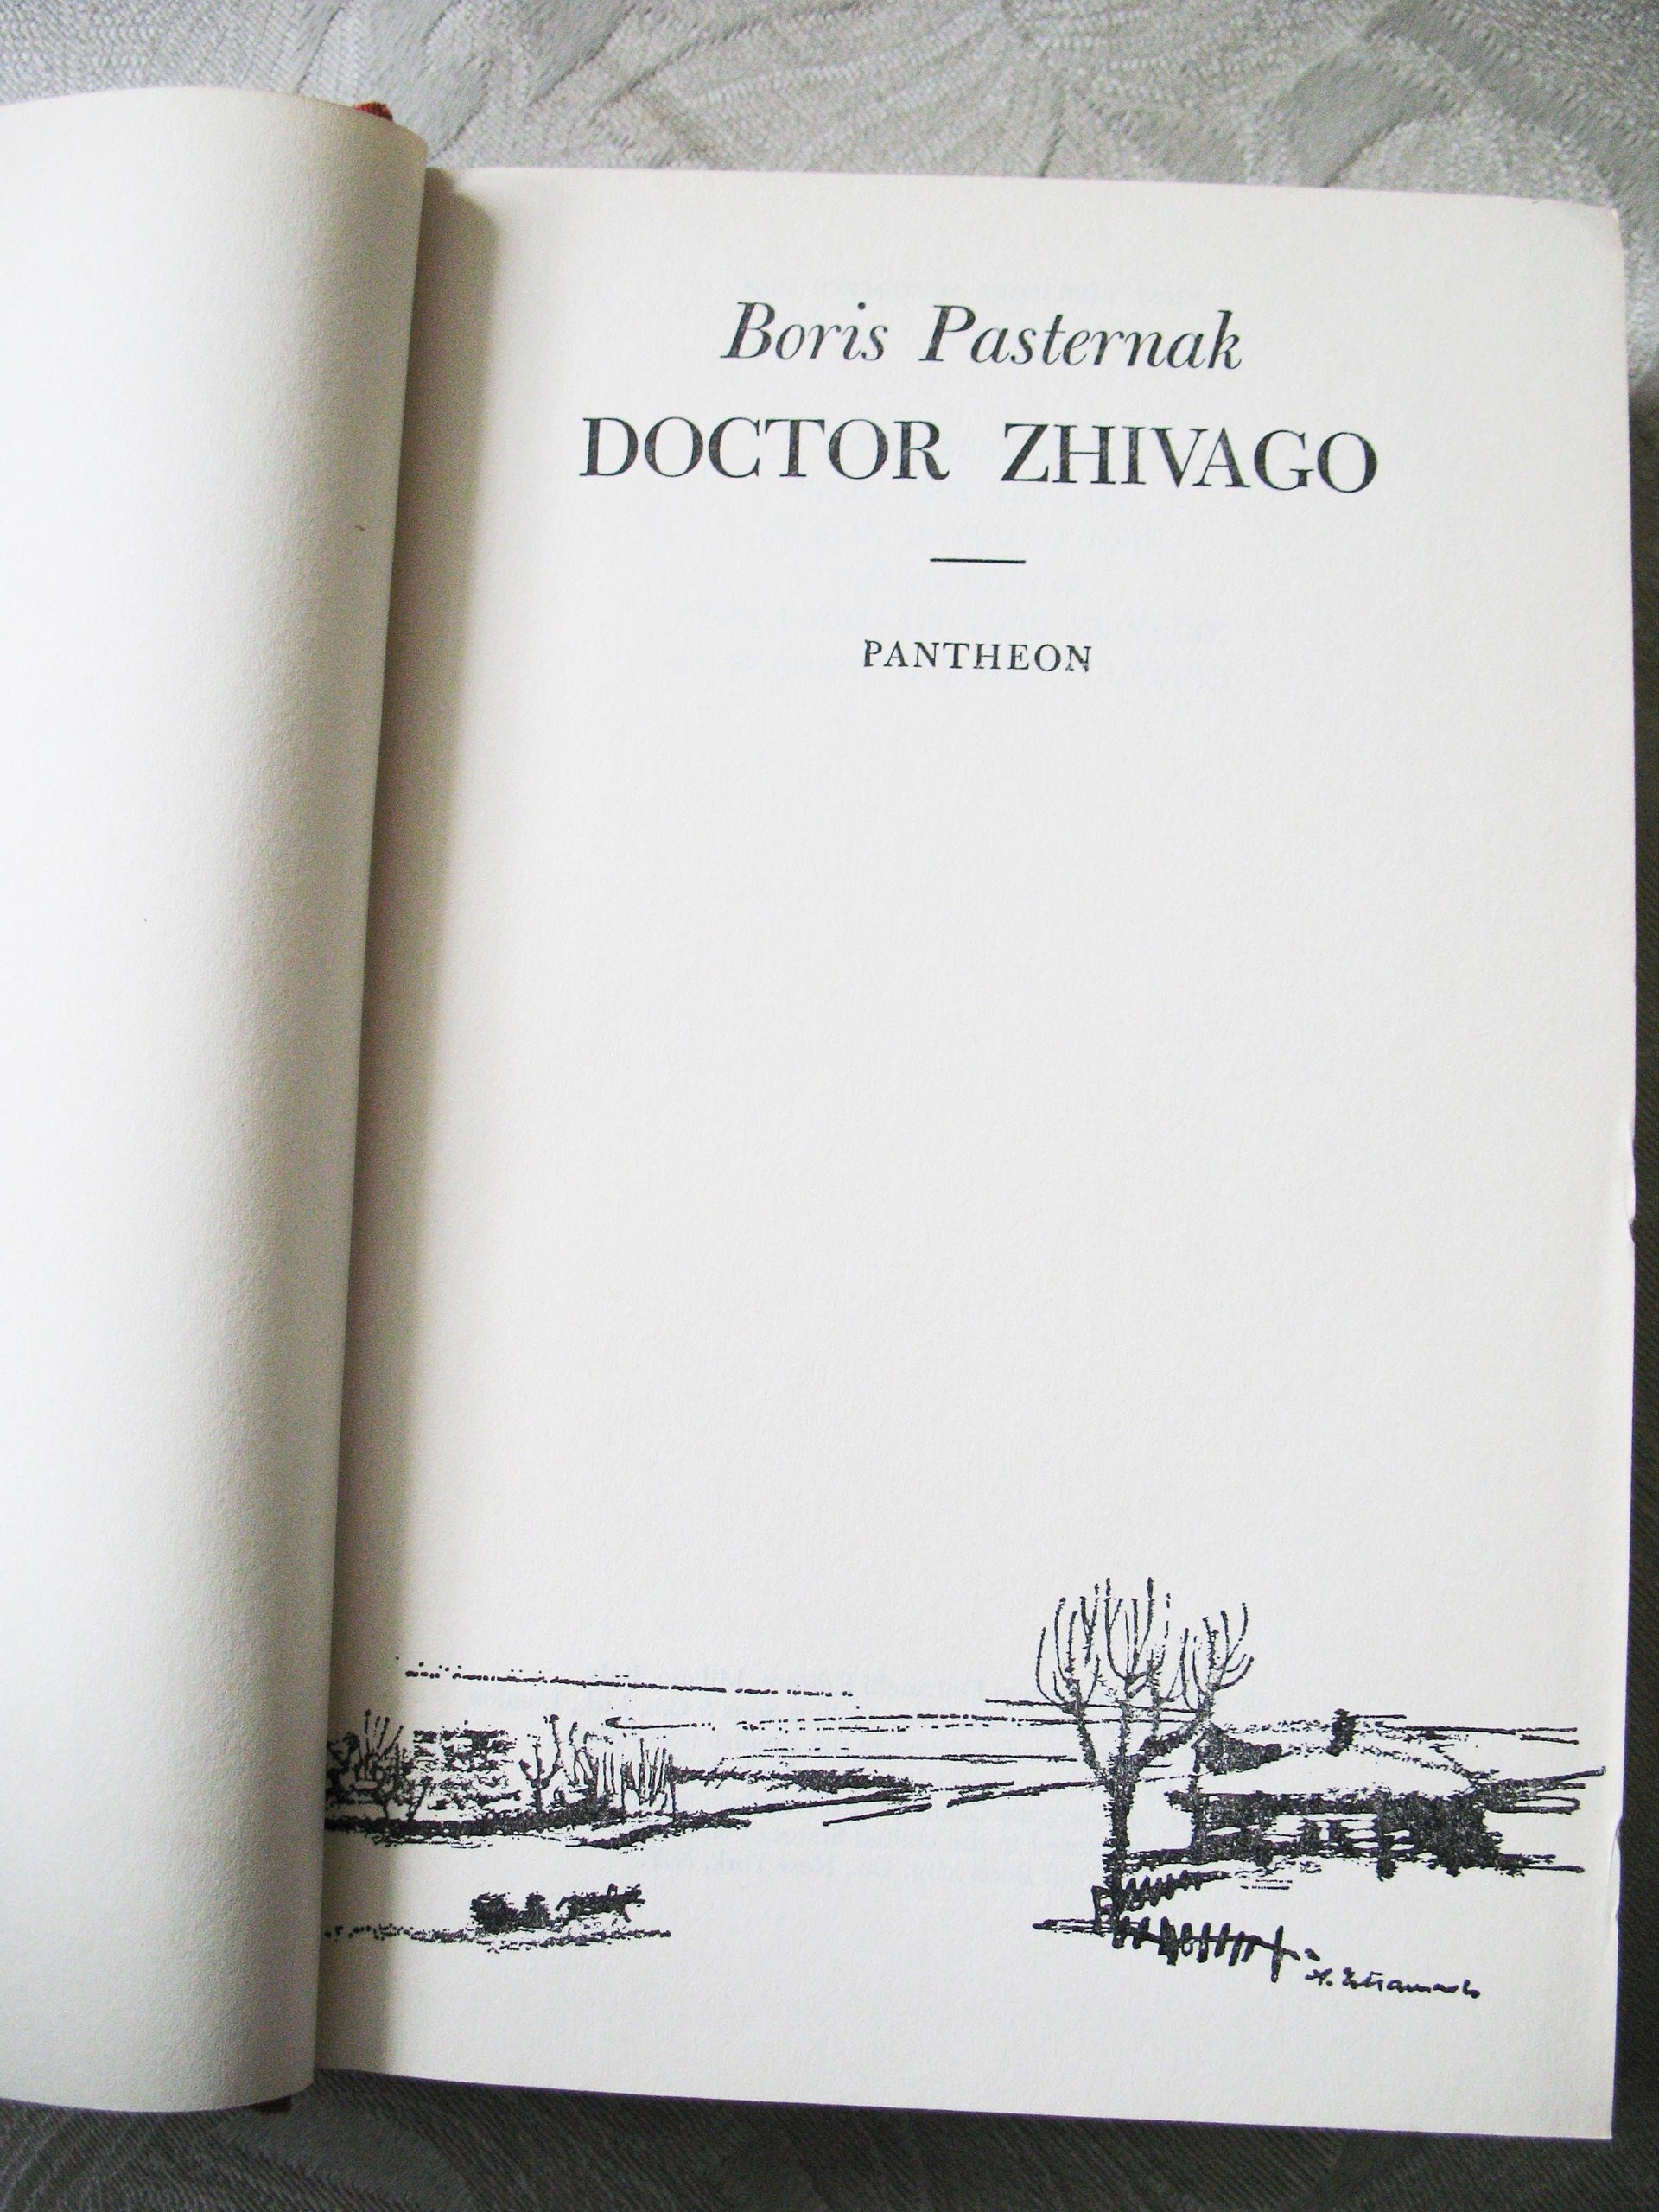 Boris Pasternak
DOCTOR ZHIVAGO
PANTHEON